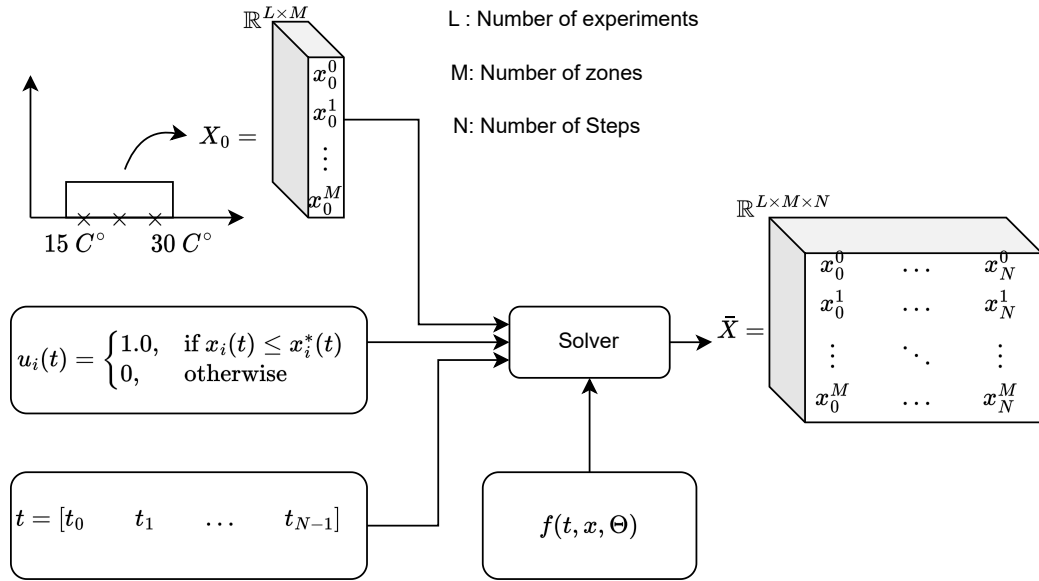 ℝ^{L×M}
L : Number of experiments
M: Number of zones
N: Number of Steps
X_0 =
x_0^0
x_0^1
⋮
x_0^M
15 C° 30 C°
ℝ^{L×M×N}
X̄ =
x_0^0 … x_N^0
x_0^1 … x_N^1
⋮ ⋱ ⋮
x_0^M … x_N^M
u_i(t) = { 1.0, if x_i(t) ≤ x_i^*(t)
0, otherwise
Solver
t = [t_0 t_1 … t_{N-1}]
f(t, x, Θ)